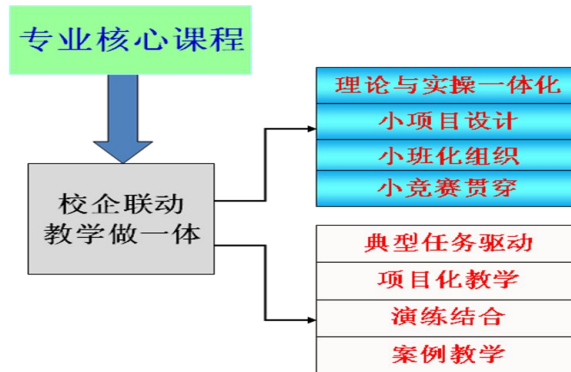 专业核心课程
校企联动
教学做一体
理论与实操一体化
小项目设计
小班化组织
小竞赛贯穿
典型任务驱动
项目化教学
演练结合
案例教学